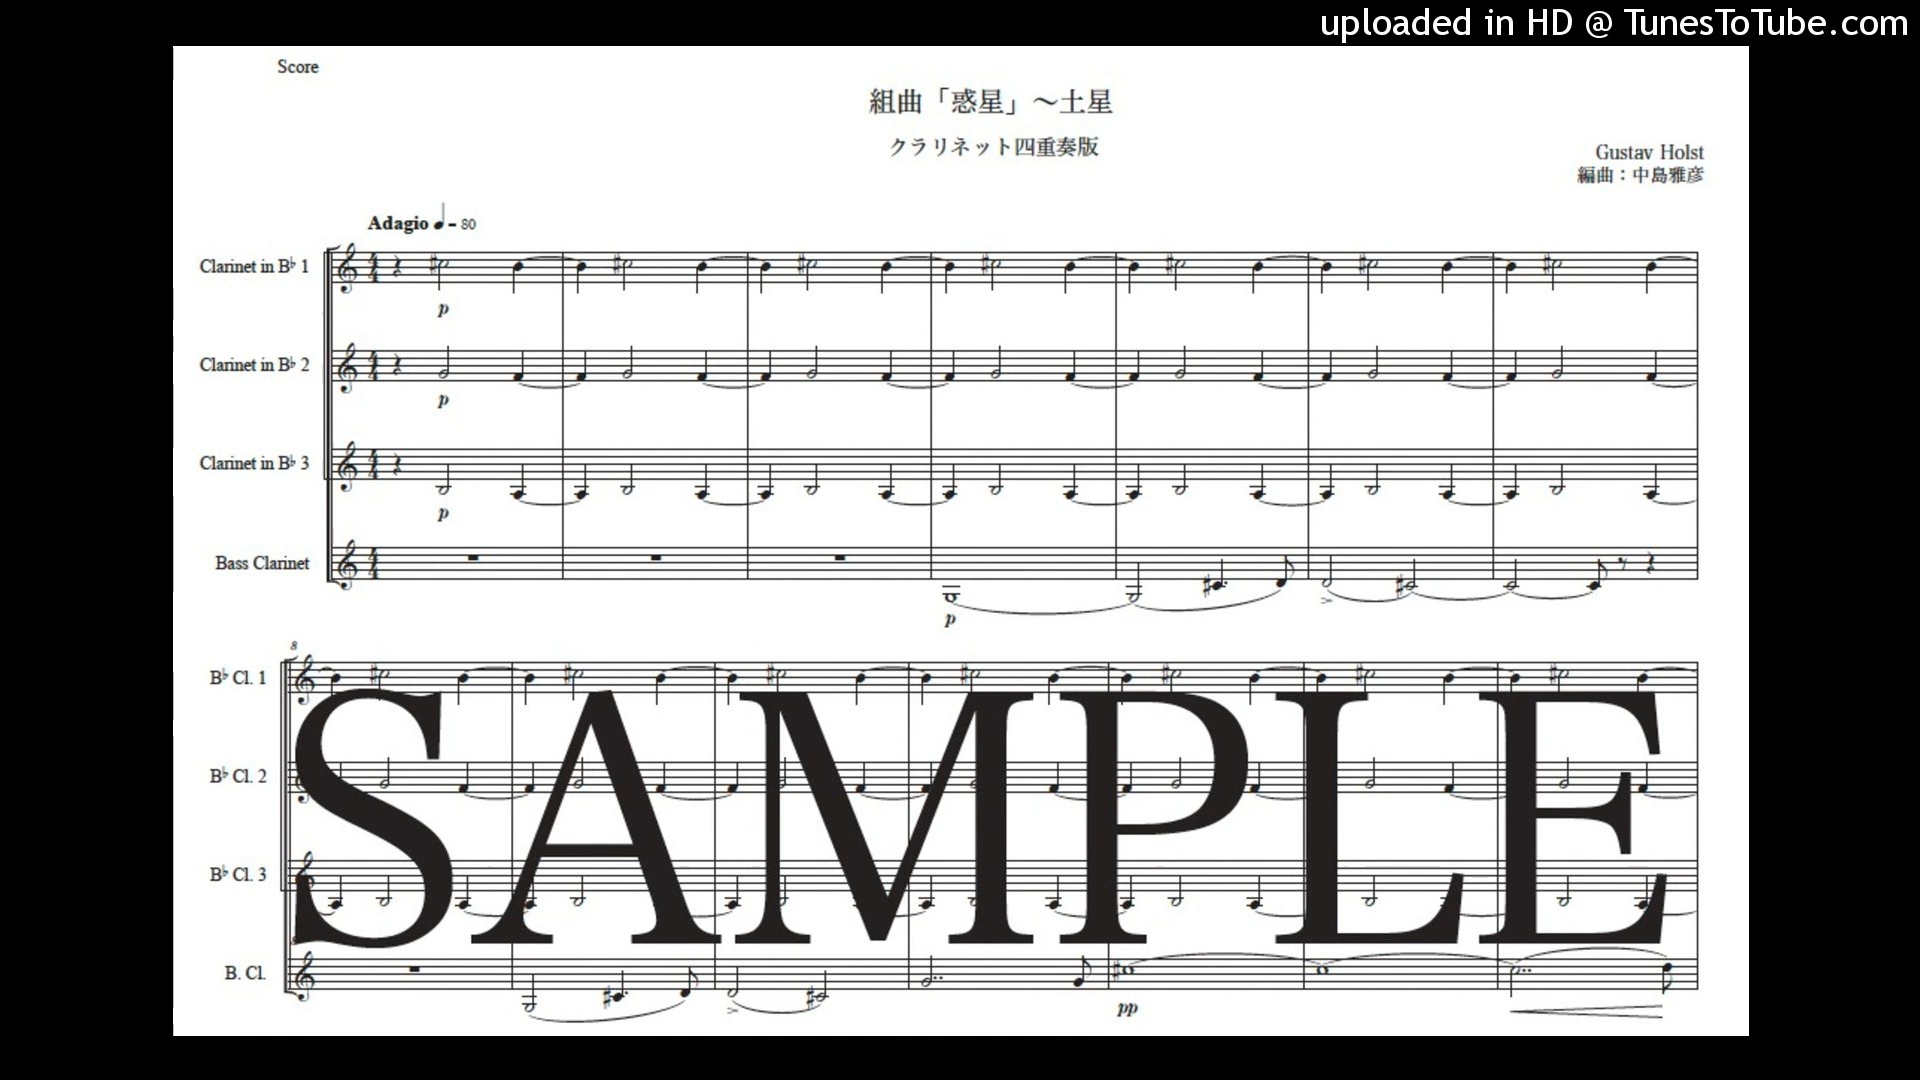 uploaded in HD @ TunesToTube.com
Score
組曲「惑星」～土星
クラリネット四重奏版
Gustav Holst
編曲：中島雅彦
Adagio ♩= 80
Clarinet in B♭ 1
p
Clarinet in B♭ 2
p
Clarinet in B♭ 3
p
Bass Clarinet
p
8
B♭ Cl. 1
B♭ Cl. 2
B♭ Cl. 3
B. Cl.
pp
SAMPLE